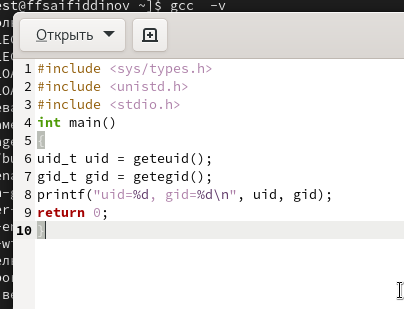 est@ffsaifiddinov ~]$ gcc -v
Открыть
1 #include <sys/types.h>
2 #include <unistd.h>
3 #include <stdio.h>
4 int main()
5 {
6 uid_t uid = geteuid();
7 gid_t gid = getegid();
8 printf("uid=%d, gid=%d\n", uid, gid);
9 return 0;
10 }